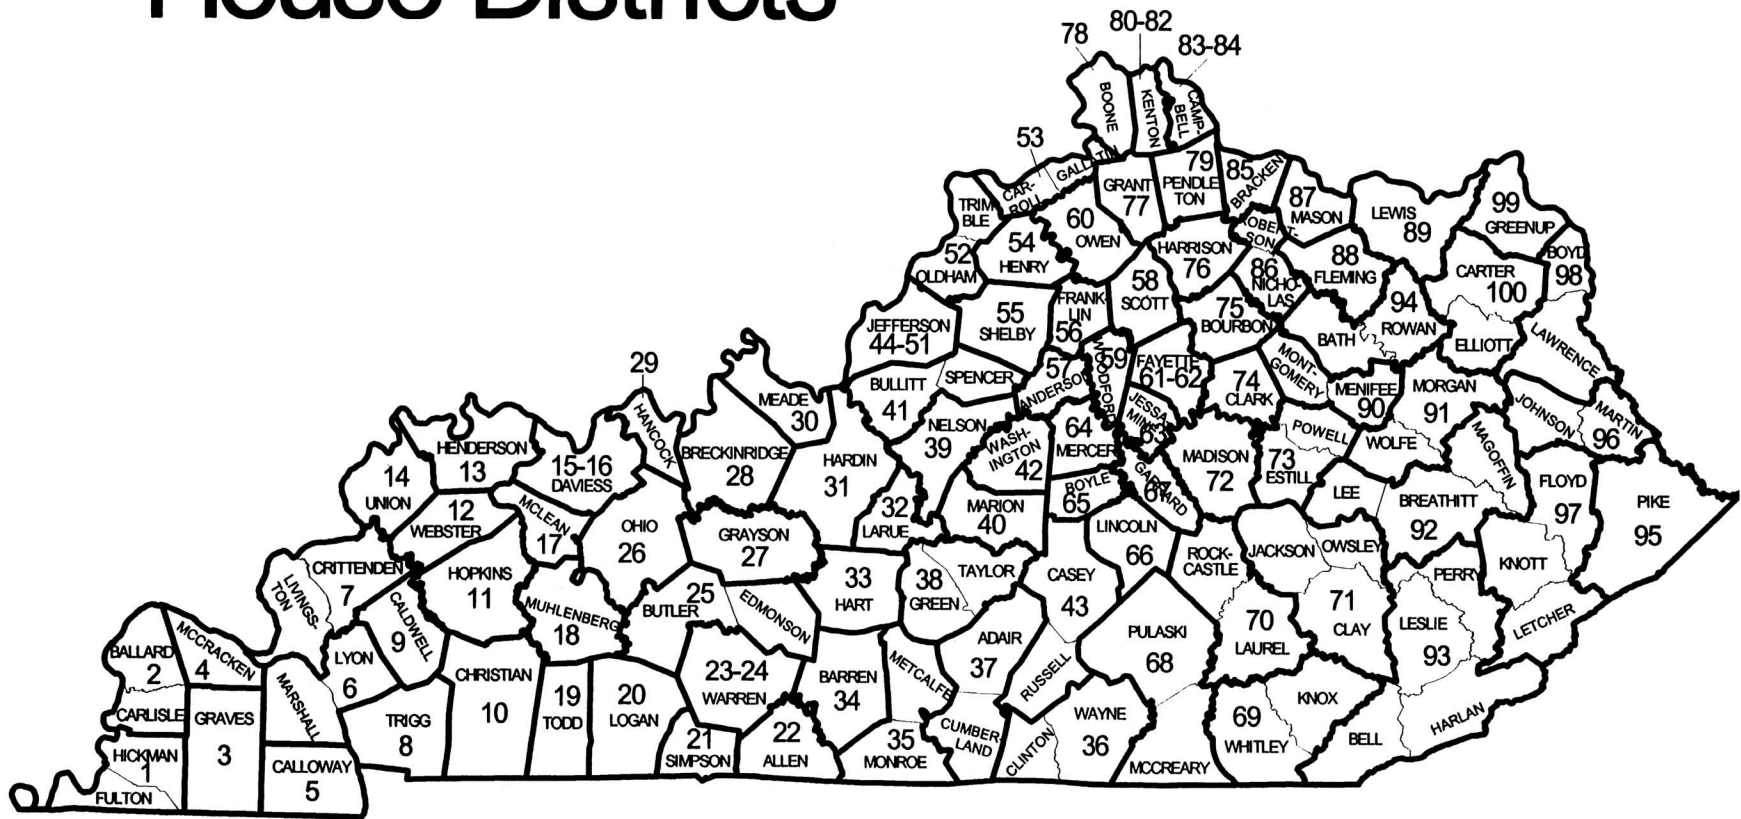 House Districts
80-82
78
83-84
BOONE
KENTON
CAMP-
BELL
53
GALLATIN
CAR-
ROLL
79
PENDLE
TON
GRANT
77
85
BRACKEN
87
MASON
LEWIS
89
99
GREENUP
TRIM
BLE
60
OWEN
ROBERT-
SON
54
HENRY
52
OLDHAM
HARRISON
76
88
FLEMING
BOYD
98
CARTER
100
58
SCOTT
86
NICHO-
LAS
94
ROWAN
FRANK-
LIN
56
55
SHELBY
75
BOURBON
JEFFERSON
44-51
BATH
ELLIOTT
LAWRENCE
29
HANCOCK
MEADE
30
BULLITT
41
SPENCER
57
ANDERSON
59
WOODFORD
FAYETTE
61-62
74
CLARK
MONT-
GOMERY
MENIFEE
90
MORGAN
91
JOHNSON
MARTIN
96
JESSA
MINE
63
NELSON
39
WASH-
INGTON
42
64
MERCER
POWELL
WOLFE
MAGOFFIN
HENDERSON
13
14
UNION
15-16
DAVIESS
BRECKINRIDGE
28
HARDIN
31
MADISON
72
73
ESTILL
BOYLE
65
GARRARD
67
LEE
BREATHITT
92
FLOYD
97
PIKE
95
12
WEBSTER
MCLEAN
17
OHIO
26
GRAYSON
27
32
LARUE
MARION
40
LINCOLN
66
ROCK-
CASTLE
JACKSON
OWSLEY
PERRY
KNOTT
CRITTENDEN
7
LIVINGS-
TON
HOPKINS
11
MUHLENBERG
18
25
BUTLER
EDMONSON
33
HART
38
GREEN
TAYLOR
CASEY
43
70
LAUREL
71
CLAY
LESLIE
93
LETCHER
CALDWELL
9
BALLARD
2
MCCRACKEN
4
LYON
6
MARSHALL
CHRISTIAN
10
19
TODD
20
LOGAN
23-24
WARREN
BARREN
34
METCALFE
ADAIR
37
RUSSELL
PULASKI
68
CARLISLE
GRAVES
3
TRIGG
8
21
SIMPSON
22
ALLEN
35
MONROE
CUMBER
LAND
CLINTON
WAYNE
36
MCCREARY
69
WHITLEY
KNOX
BELL
HARLAN
HICKMAN
1
FULTON
CALLOWAY
5